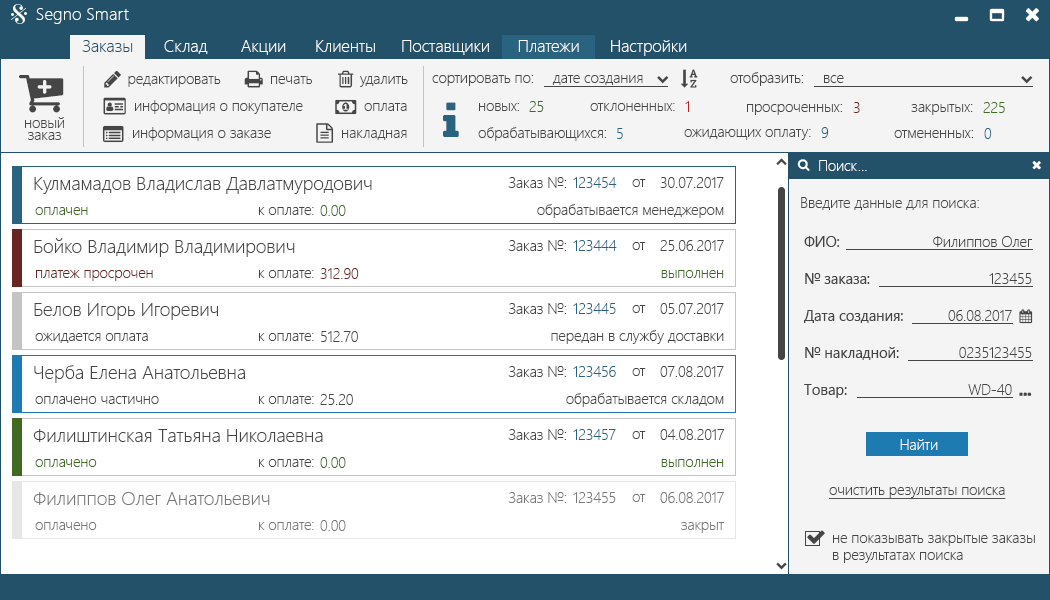 Segno Smart
Заказы Склад Акции Клиенты Поставщики Платежи Настройки
новый
заказ
редактировать печать удалить
информация о покупателе оплата
информация о заказе накладная
сортировать по: дате создания A Z отобразить: все
новых: 25 отклоненных: 1 просроченных: 3 закрытых: 225
обрабатывающихся: 5 ожидающих оплату: 9 отмененных: 0
Кулмамадов Владислав Давлатмуродович Заказ №: 123454 от 30.07.2017
оплачен к оплате: 0.00 обрабатывается менеджером
Бойко Владимир Владимирович Заказ №: 123444 от 25.06.2017
платеж просрочен к оплате: 312.90 выполнен
Белов Игорь Игоревич Заказ №: 123445 от 05.07.2017
ожидается оплата к оплате: 512.70 передан в службу доставки
Черба Елена Анатольевна Заказ №: 123456 от 07.08.2017
оплачено частично к оплате: 25.20 обрабатывается складом
Филиштинская Татьяна Николаевна Заказ №: 123457 от 04.08.2017
оплачено к оплате: 0.00 выполнен
Филиппов Олег Анатольевич Заказ №: 123455 от 06.08.2017
оплачено к оплате: 0.00 закрыт
Поиск...
Введите данные для поиска:
ФИО: Филиппов Олег
№ заказа: 123455
Дата создания: 06.08.2017
№ накладной: 0235123455
Товар: WD-40 ...
Найти
очистить результаты поиска
не показывать закрытые заказы
в результатах поиска